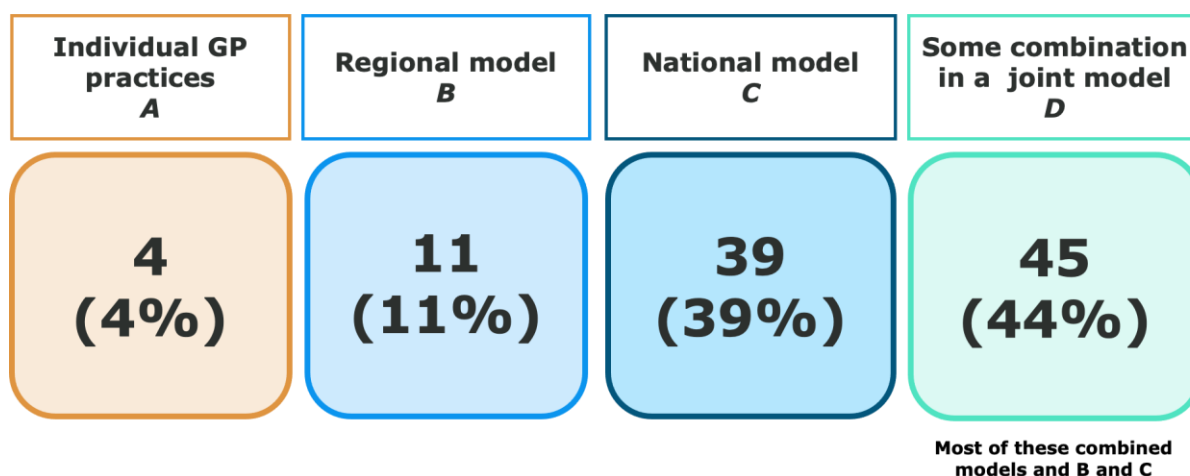 Individual GP
practices
A
Regional model
B
National model
C
Some combination
in a joint model
D
4
(4%)
11
(11%)
39
(39%)
45
(44%)
Most of these combined
models and B and C